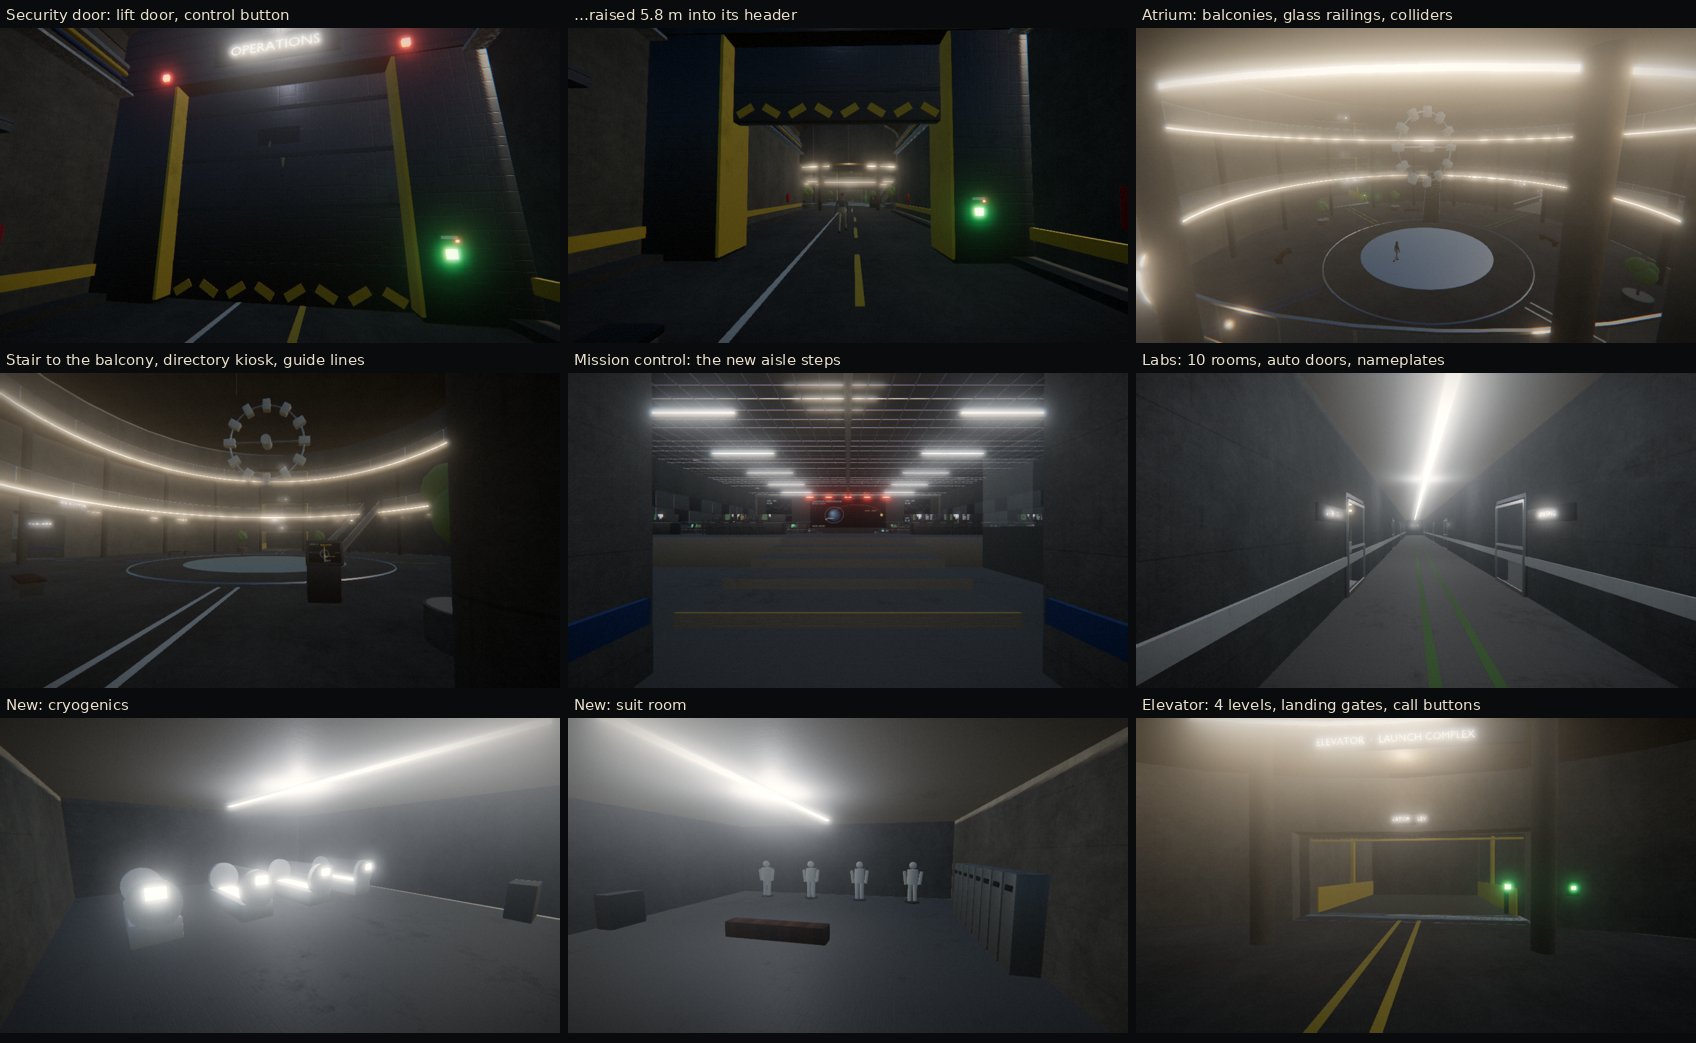 Security door: lift door, control button
...raised 5.8 m into its header
Atrium: balconies, glass railings, colliders
OPERATIONS
Stair to the balcony, directory kiosk, guide lines
Mission control: the new aisle steps
Labs: 10 rooms, auto doors, nameplates
New: cryogenics
New: suit room
Elevator: 4 levels, landing gates, call buttons
ELEVATOR · LAUNCH COMPLEX